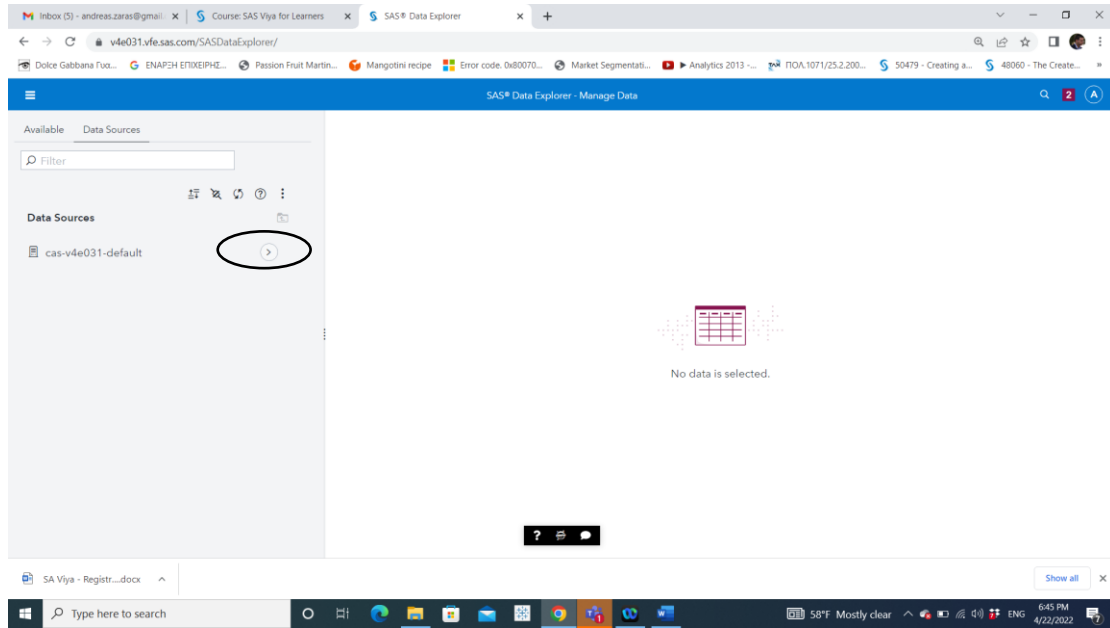 Inbox (5) - andreas.zaras@gmail.
Course: SAS Viya for Learners
SAS® Data Explorer
v4e031.vfe.sas.com/SASDataExplorer/
Dolce Gabbana Γυα...
ΕΝΑΡΞΗ ΕΠΙΧΕΙΡΗΣ...
Passion Fruit Martin...
Mangotini recipe
Error code. 0x80070...
Market Segmentati...
▶ Analytics 2013 -...
ΠΟΛ.1071/25.2.200...
50479 - Creating a...
48060 - The Create...
»
SAS® Data Explorer - Manage Data
2
A
Available
Data Sources
Filter
Data Sources
cas-v4e031-default
No data is selected.
SA Viya - Registr....docx
Show all
Type here to search
58°F Mostly clear
ENG
6:45 PM
4/22/2022